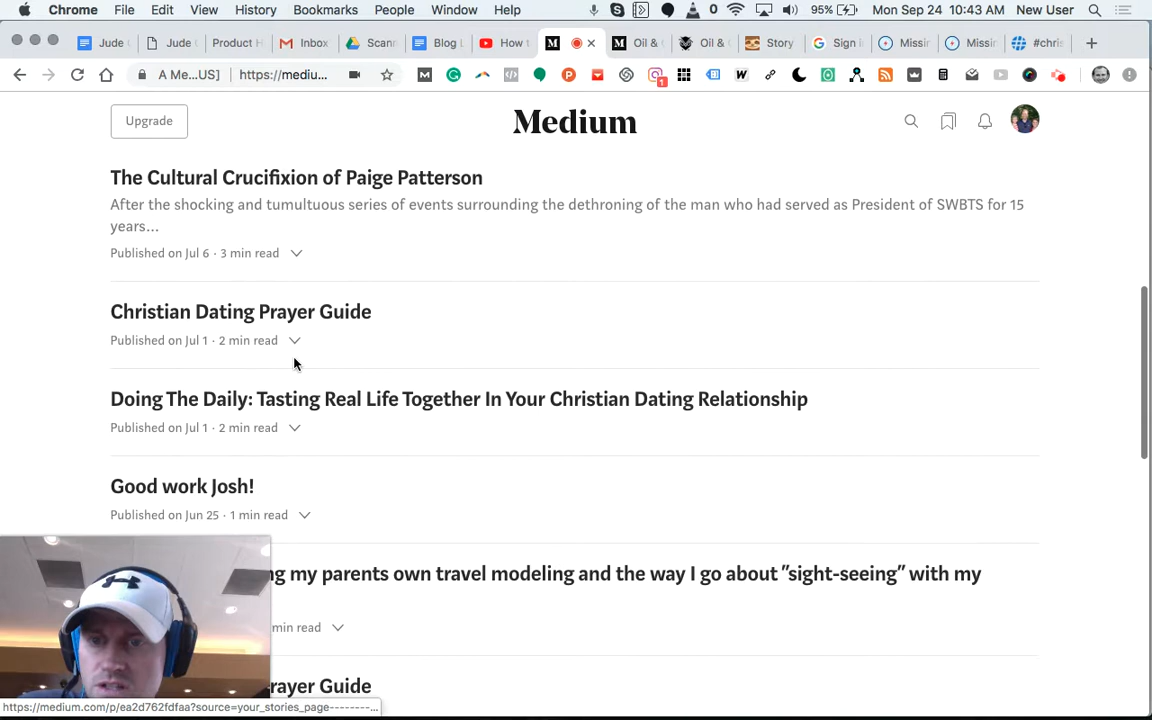 Chrome File Edit View History Bookmarks People Window Help 0 95% Mon Sep 24 10:43 AM New User
Jude Jude Product H Inbox Scann Blog L How t Oil & Oil & Story Sign i Missir Missir #chris
A Me...US] https://mediu... 1
Upgrade Medium
The Cultural Crucifixion of Paige Patterson
After the shocking and tumultuous series of events surrounding the dethroning of the man who had served as President of SWBTS for 15
years...
Published on Jul 6 · 3 min read
Christian Dating Prayer Guide
Published on Jul 1 · 2 min read
Doing The Daily: Tasting Real Life Together In Your Christian Dating Relationship
Published on Jul 1 · 2 min read
Good work Josh!
Published on Jun 25 · 1 min read
my parents own travel modeling and the way I go about "sight-seeing" with my
min read
rayer Guide
https://medium.com/p/ea2d762fdfaa?source=your_stories_page--------...